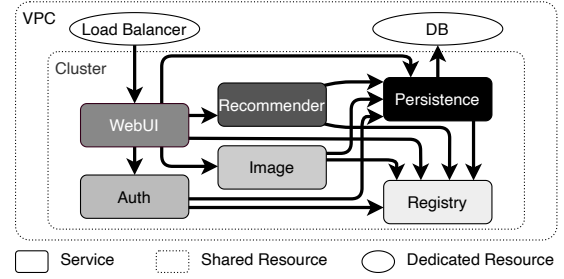 VPC
Load Balancer
DB
Cluster
Recommender
Persistence
WebUI
Image
Auth
Registry
Service
Shared Resource
Dedicated Resource